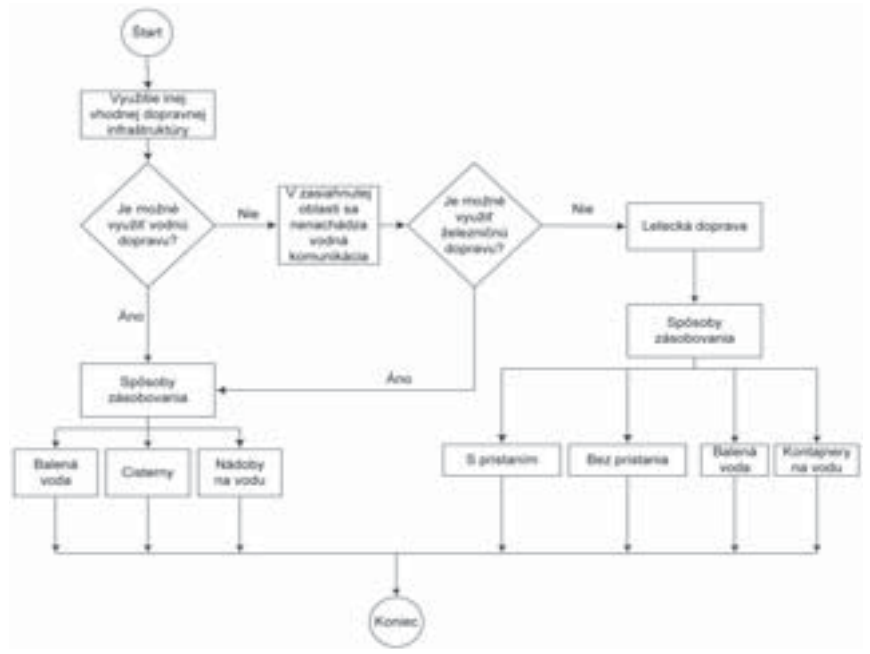 Štart
Využitie inej
vhodnej dopravnej
infraštruktúry
Je možné
využiť vodnú
dopravu?
Nie
V zasiahnutej
oblasti sa
nenachádza
vodná
komunikácia
Je možné
využiť
železničnú
dopravu?
Nie
Letecká doprava
Spôsoby
zásobovania
Áno
Áno
Spôsoby
zásobovania
Balená
voda
Cisterny
Nádoby
na vodu
S pristaním
Bez pristania
Balená
voda
Kontajnery
na vodu
Koniec